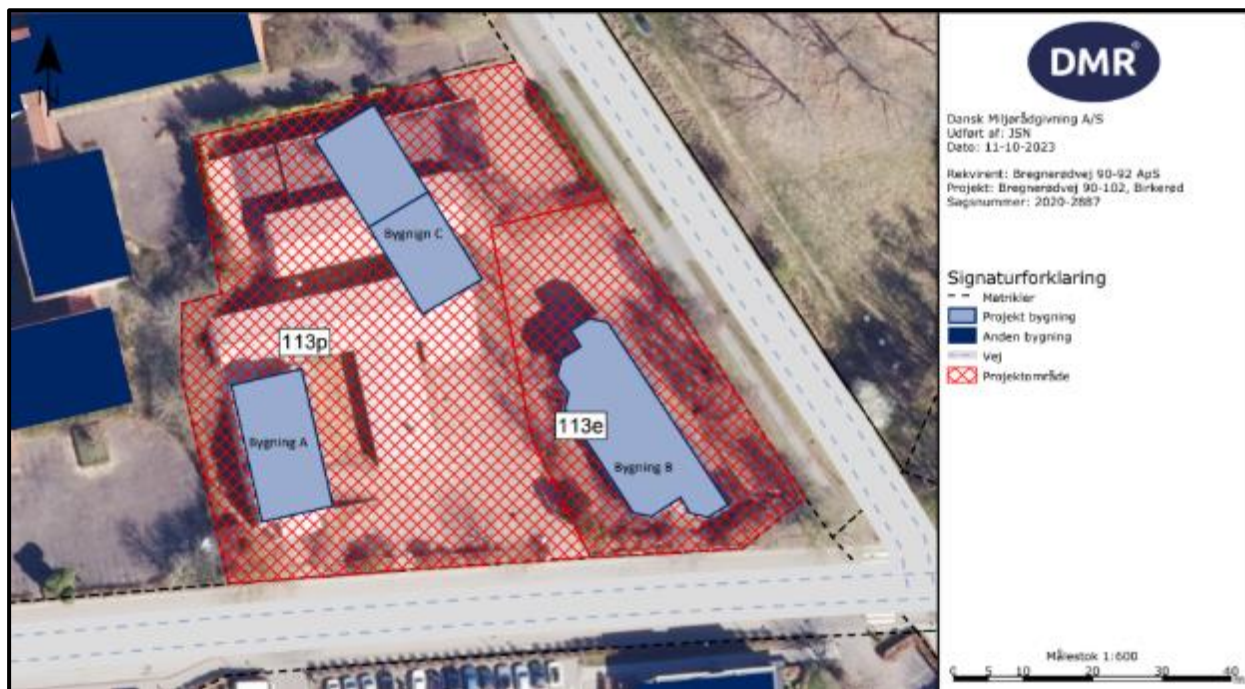 Bygnign C
113p
Bygning A
113e
Bygning B
DMR®
Dansk Miljørådgivning A/S
Udført af: JSN
Dato: 11-10-2023
Rekvirent: Bregnerødvej 90-92 ApS
Projekt: Bregnerødvej 90-102, Birkerød
Sagsnummer: 2020-2887
Signaturforklaring
Matrikler
Projekt bygning
Anden bygning
Vej
Projektområde
Målestok 1:600
0 5 10 20 30 40